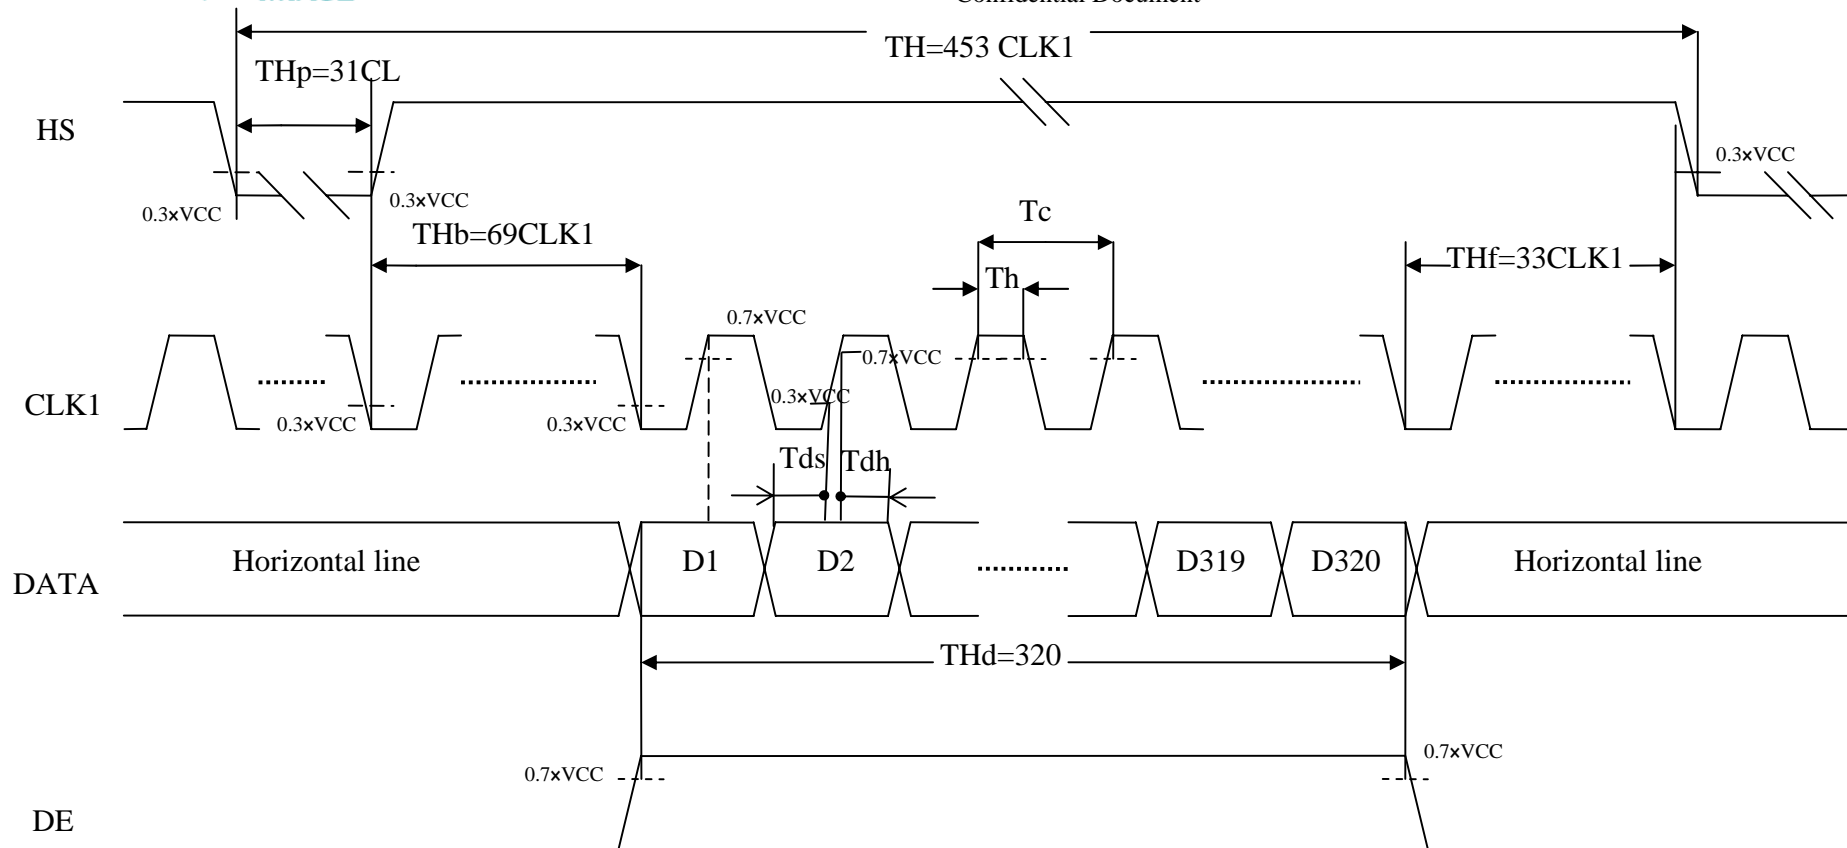 Confidential Document
TH=453 CLK1
THp=31CL
HS
0.3×VCC
0.3×VCC
0.3×VCC
THb=69CLK1
Tc
Th
THf=33CLK1
0.7×VCC
0.7×VCC
0.3×VCC
CLK1
0.3×VCC
0.3×VCC
Tds
Tdh
Horizontal line
D1
D2
D319
D320
Horizontal line
DATA
THd=320
0.7×VCC
0.7×VCC
DE